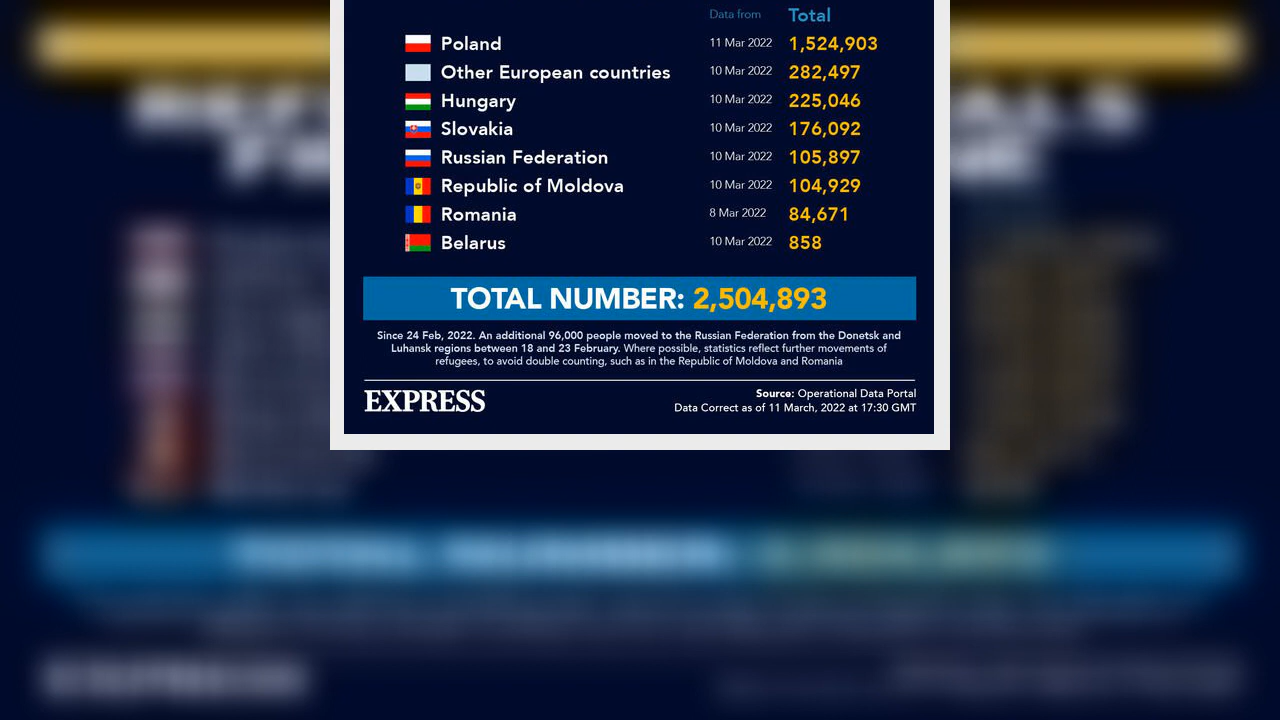 Data from Total
Poland 11 Mar 2022 1,524,903
Other European countries 10 Mar 2022 282,497
Hungary 10 Mar 2022 225,046
Slovakia 10 Mar 2022 176,092
Russian Federation 10 Mar 2022 105,897
Republic of Moldova 10 Mar 2022 104,929
Romania 8 Mar 2022 84,671
Belarus 10 Mar 2022 858
TOTAL NUMBER: 2,504,893
Since 24 Feb, 2022. An additional 96,000 people moved to the Russian Federation from the Donetsk and
Luhansk regions between 18 and 23 February. Where possible, statistics reflect further movements of
refugees, to avoid double counting, such as in the Republic of Moldova and Romania
EXPRESS
Source: Operational Data Portal
Data Correct as of 11 March, 2022 at 17:30 GMT